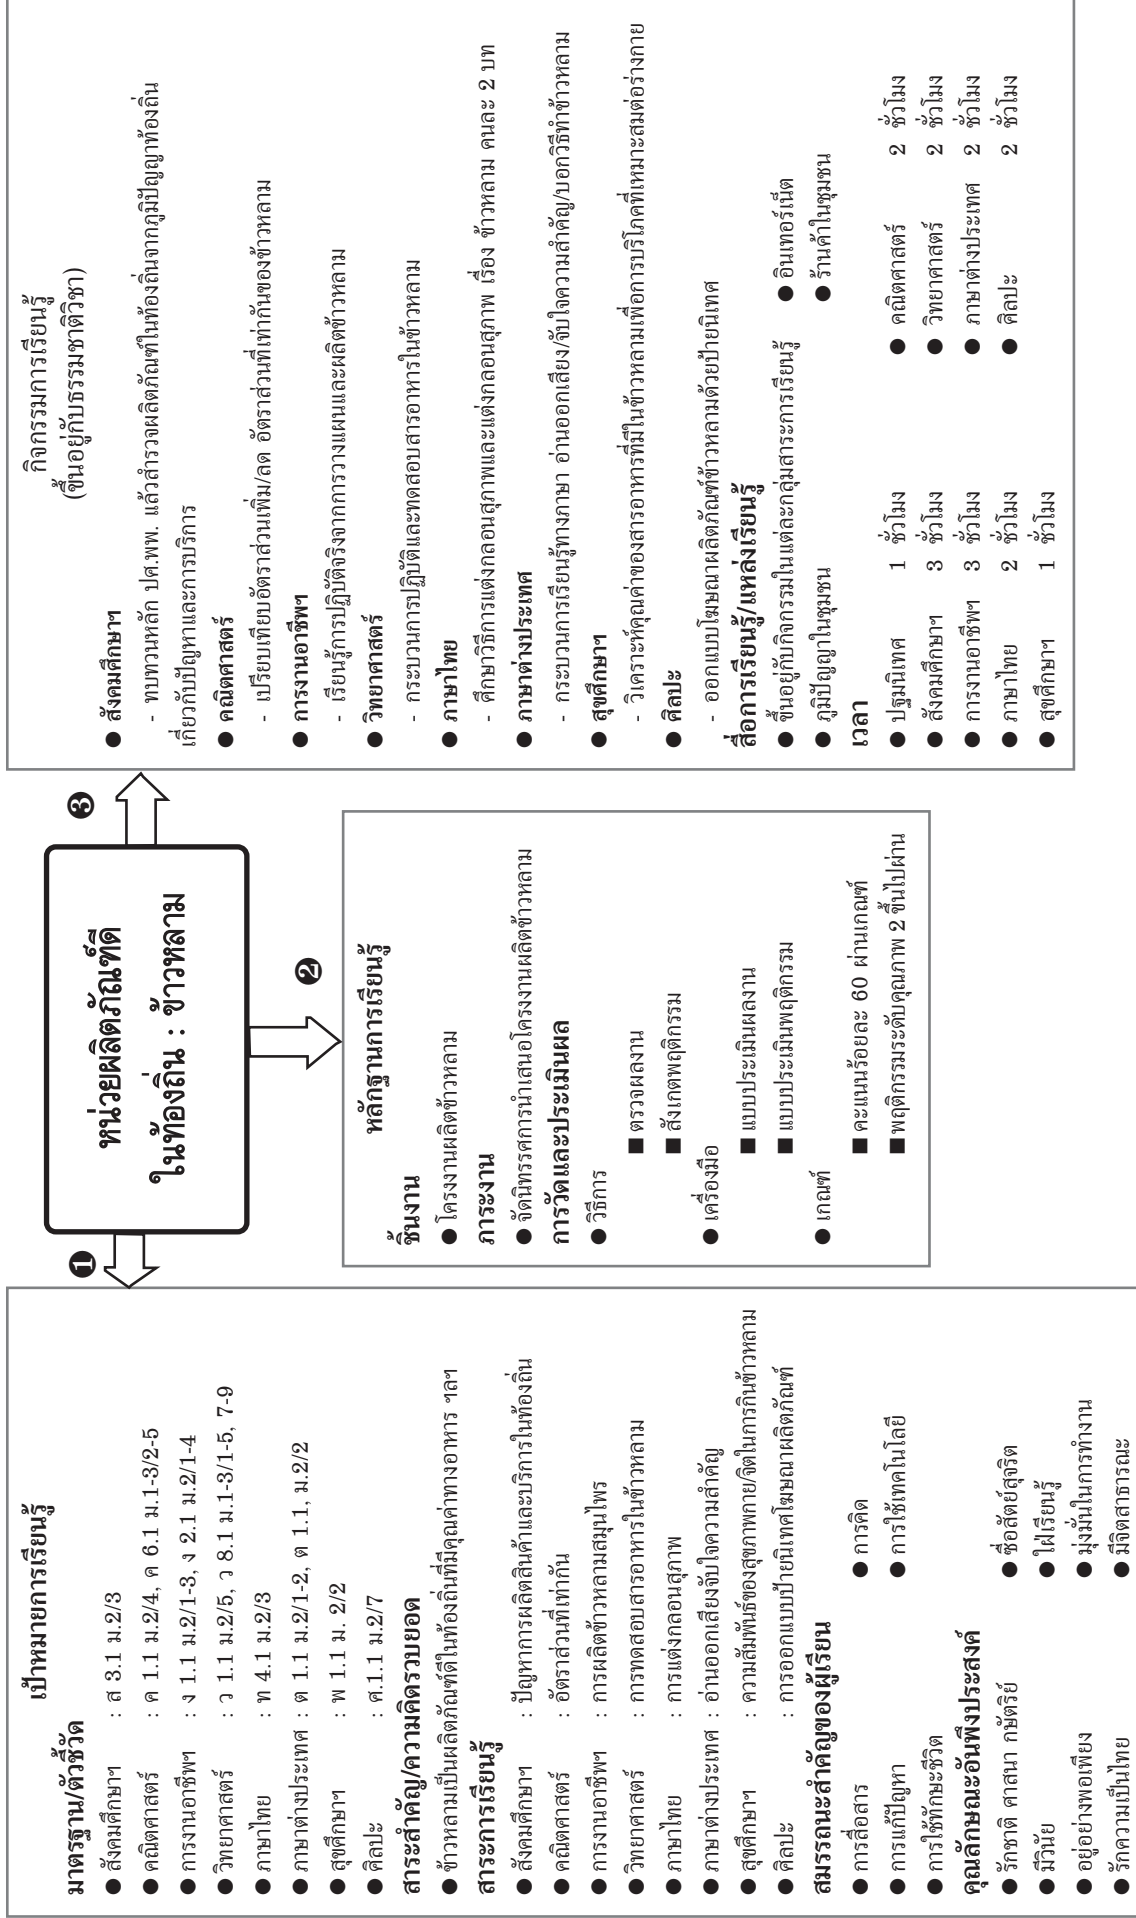 หน่วยผลิตภัณฑ์ดี
ในท้องถิ่น : ข้าวหลาม
❶
เป้าหมายการเรียนรู้
มาตรฐาน/ตัวชี้วัด
● สังคมศึกษาฯ : ส 3.1 ม.2/3
● คณิตศาสตร์ : ค 1.1 ม.2/4, ค 6.1 ม.1-3/2-5
● การงานอาชีพฯ : ง 1.1 ม.2/1-3, ง 2.1 ม.2/1-4
● วิทยาศาสตร์ : ว 1.1 ม.2/5, ว 8.1 ม.1-3/1-5, 7-9
● ภาษาไทย : ท 4.1 ม.2/3
● ภาษาต่างประเทศ : ต 1.1 ม.2/1-2, ต 1.1, ม.2/2
● สุขศึกษาฯ : พ 1.1 ม. 2/2
● ศิลปะ : ศ.1.1 ม.2/7
สาระสำคัญ/ความคิดรวบยอด
● ข้าวหลามเป็นผลิตภัณฑ์ดีในท้องถิ่นที่มีคุณค่าทางอาหาร ฯลฯ
สาระการเรียนรู้
● สังคมศึกษาฯ : ปัญหาการผลิตสินค้าและบริการในท้องถิ่น
● คณิตศาสตร์ : อัตราส่วนที่เท่ากัน
● การงานอาชีพฯ : การผลิตข้าวหลามสมุนไพร
● วิทยาศาสตร์ : การทดสอบสารอาหารในข้าวหลาม
● ภาษาไทย : การแต่งกลอนสุภาพ
● ภาษาต่างประเทศ : อ่านออกเสียงจับใจความสำคัญ
● สุขศึกษาฯ : ความสัมพันธ์ของสุขภาพกาย/จิตในการกินข้าวหลาม
● ศิลปะ : การออกแบบป้ายนิเทศโฆษณาผลิตภัณฑ์
สมรรถนะสำคัญของผู้เรียน
● การสื่อสาร ● การคิด
● การแก้ปัญหา ● การใช้เทคโนโลยี
● การใช้ทักษะชีวิต
คุณลักษณะอันพึงประสงค์
● รักชาติ ศาสนา กษัตริย์ ● ซื่อสัตย์สุจริต
● มีวินัย ● ใฝ่เรียนรู้
● อยู่อย่างพอเพียง ● มุ่งมั่นในการทำงาน
● รักความเป็นไทย ● มีจิตสาธารณะ
❷
หลักฐานการเรียนรู้
ชิ้นงาน
● โครงงานผลิตข้าวหลาม
ภาระงาน
● จัดนิทรรศการนำเสนอโครงงานผลิตข้าวหลาม
การวัดและประเมินผล
● วิธีการ
■ ตรวจผลงาน
■ สังเกตพฤติกรรม
● เครื่องมือ
■ แบบประเมินผลงาน
■ แบบประเมินพฤติกรรม
● เกณฑ์
■ คะแนนร้อยละ 60 ผ่านเกณฑ์
■ พฤติกรรมระดับคุณภาพ 2 ขึ้นไปผ่าน
❸
กิจกรรมการเรียนรู้
(ขึ้นอยู่กับธรรมชาติวิชา)
● สังคมศึกษาฯ
- ทบทวนหลัก ปศ.พพ. แล้วสำรวจผลิตภัณฑ์ในท้องถิ่นจากภูมิปัญญาท้องถิ่น
เกี่ยวกับปัญหาและการบริการ
● คณิตศาสตร์
- เปรียบเทียบอัตราส่วนเพิ่ม/ลด อัตราส่วนที่เท่ากันของข้าวหลาม
● การงานอาชีพฯ
- เรียนรู้การปฏิบัติจริงจากการวางแผนและผลิตข้าวหลาม
● วิทยาศาสตร์
- กระบวนการปฏิบัติและทดสอบสารอาหารในข้าวหลาม
● ภาษาไทย
- ศึกษาวิธีการแต่งกลอนสุภาพและแต่งกลอนสุภาพ เรื่อง ข้าวหลาม คนละ 2 บท
● ภาษาต่างประเทศ
- กระบวนการเรียนรู้ทางภาษา อ่านออกเสียง/จับใจความสำคัญ/บอกวิธีทำข้าวหลาม
● สุขศึกษาฯ
- วิเคราะห์คุณค่าของสารอาหารที่มีในข้าวหลามเพื่อการบริโภคที่เหมาะสมต่อร่างกาย
● ศิลปะ
- ออกแบบโฆษณาผลิตภัณฑ์ข้าวหลามด้วยป้ายนิเทศ
สื่อการเรียนรู้/แหล่งเรียนรู้
● ขึ้นอยู่กับกิจกรรมในแต่ละกลุ่มสาระการเรียนรู้ ● อินเทอร์เน็ต
● ภูมิปัญญาในชุมชน ● ร้านค้าในชุมชน
เวลา
● ปฐมนิเทศ 1 ชั่วโมง ● คณิตศาสตร์ 2 ชั่วโมง
● สังคมศึกษาฯ 3 ชั่วโมง ● วิทยาศาสตร์ 2 ชั่วโมง
● การงานอาชีพฯ 3 ชั่วโมง ● ภาษาต่างประเทศ 2 ชั่วโมง
● ภาษาไทย 2 ชั่วโมง ● ศิลปะ 2 ชั่วโมง
● สุขศึกษาฯ 1 ชั่วโมง